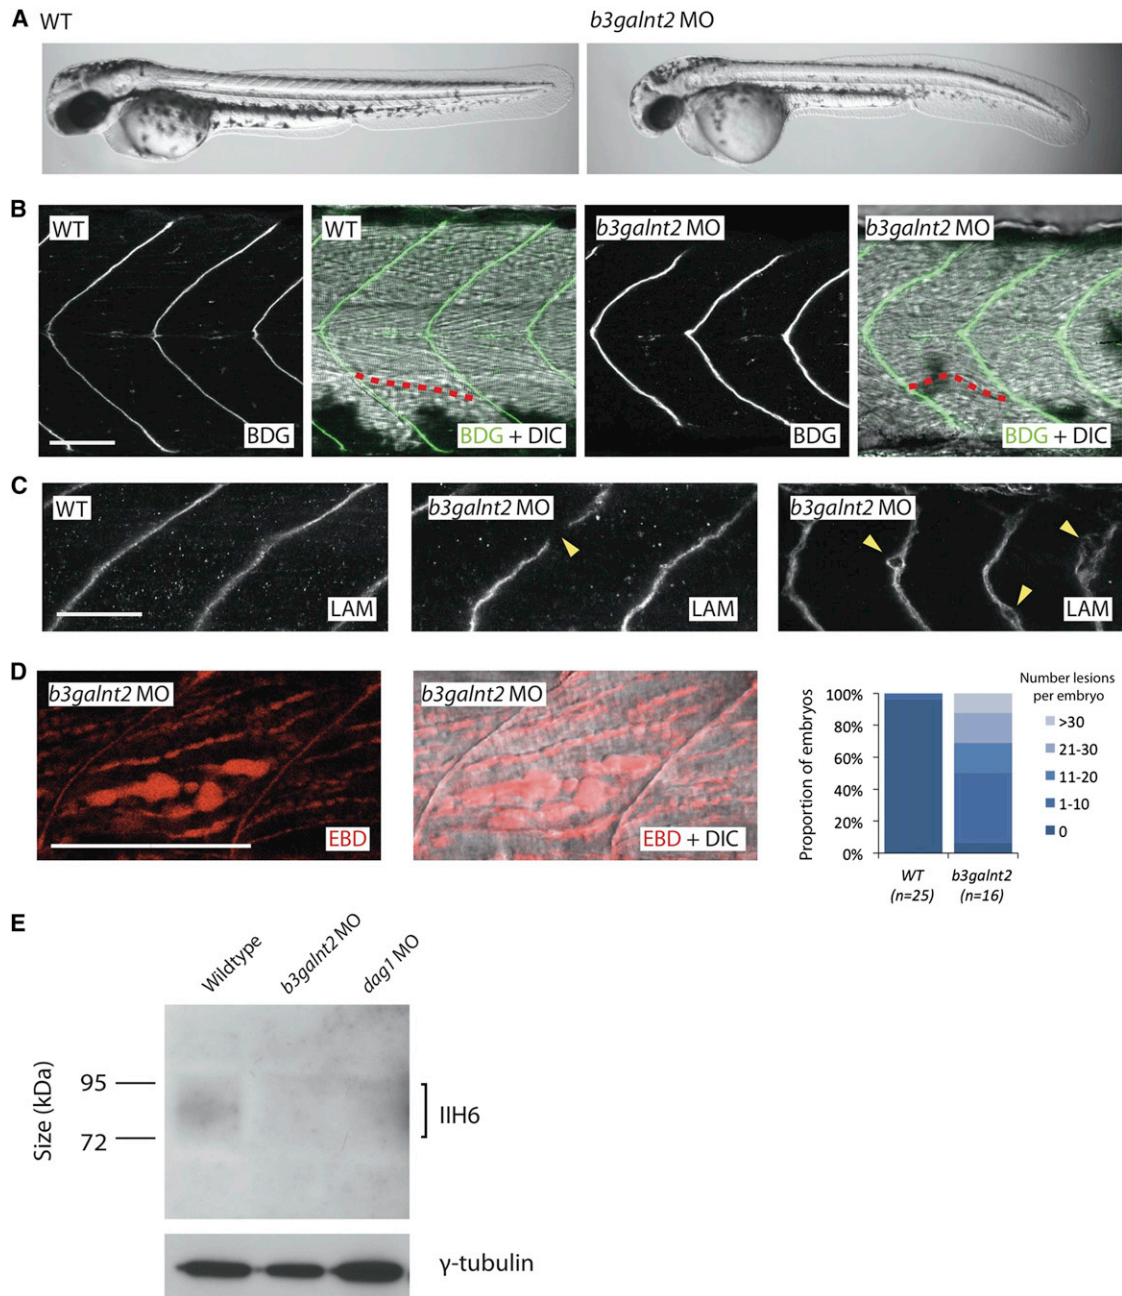 A WT
b3galnt2 MO
B
WT
BDG
WT
BDG + DIC
b3galnt2 MO
BDG
b3galnt2 MO
BDG + DIC
C
WT
LAM
b3galnt2 MO
LAM
b3galnt2 MO
LAM
D
b3galnt2 MO
EBD
b3galnt2 MO
EBD + DIC
Proportion of embryos
100%
80%
60%
40%
20%
0%
WT
(n=25)
b3galnt2
(n=16)
Number lesions
per embryo
>30
21-30
11-20
1-10
0
E
Wildtype
b3galnt2 MO
dag1 MO
Size (kDa)
95
72
IIH6
γ-tubulin